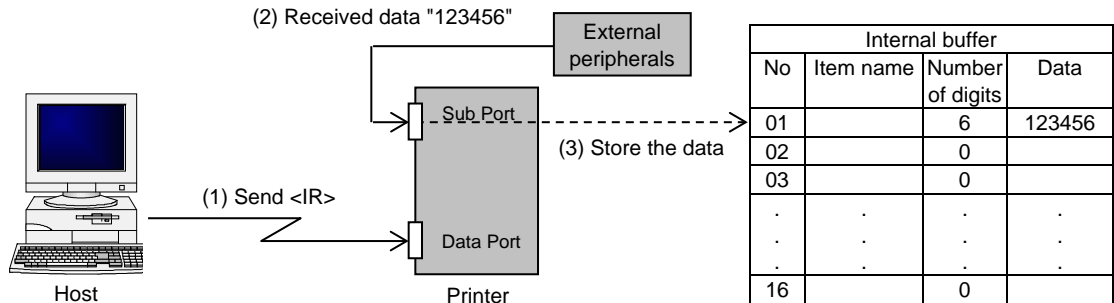 (2) Received data "123456"
External
peripherals
Sub Port
(3) Store the data
(1) Send <IR>
Data Port
Host
Printer
Internal buffer
No Item name Number of digits Data
01 6 123456
02 0
03 0
. . . .
. . . .
. . . .
16 0